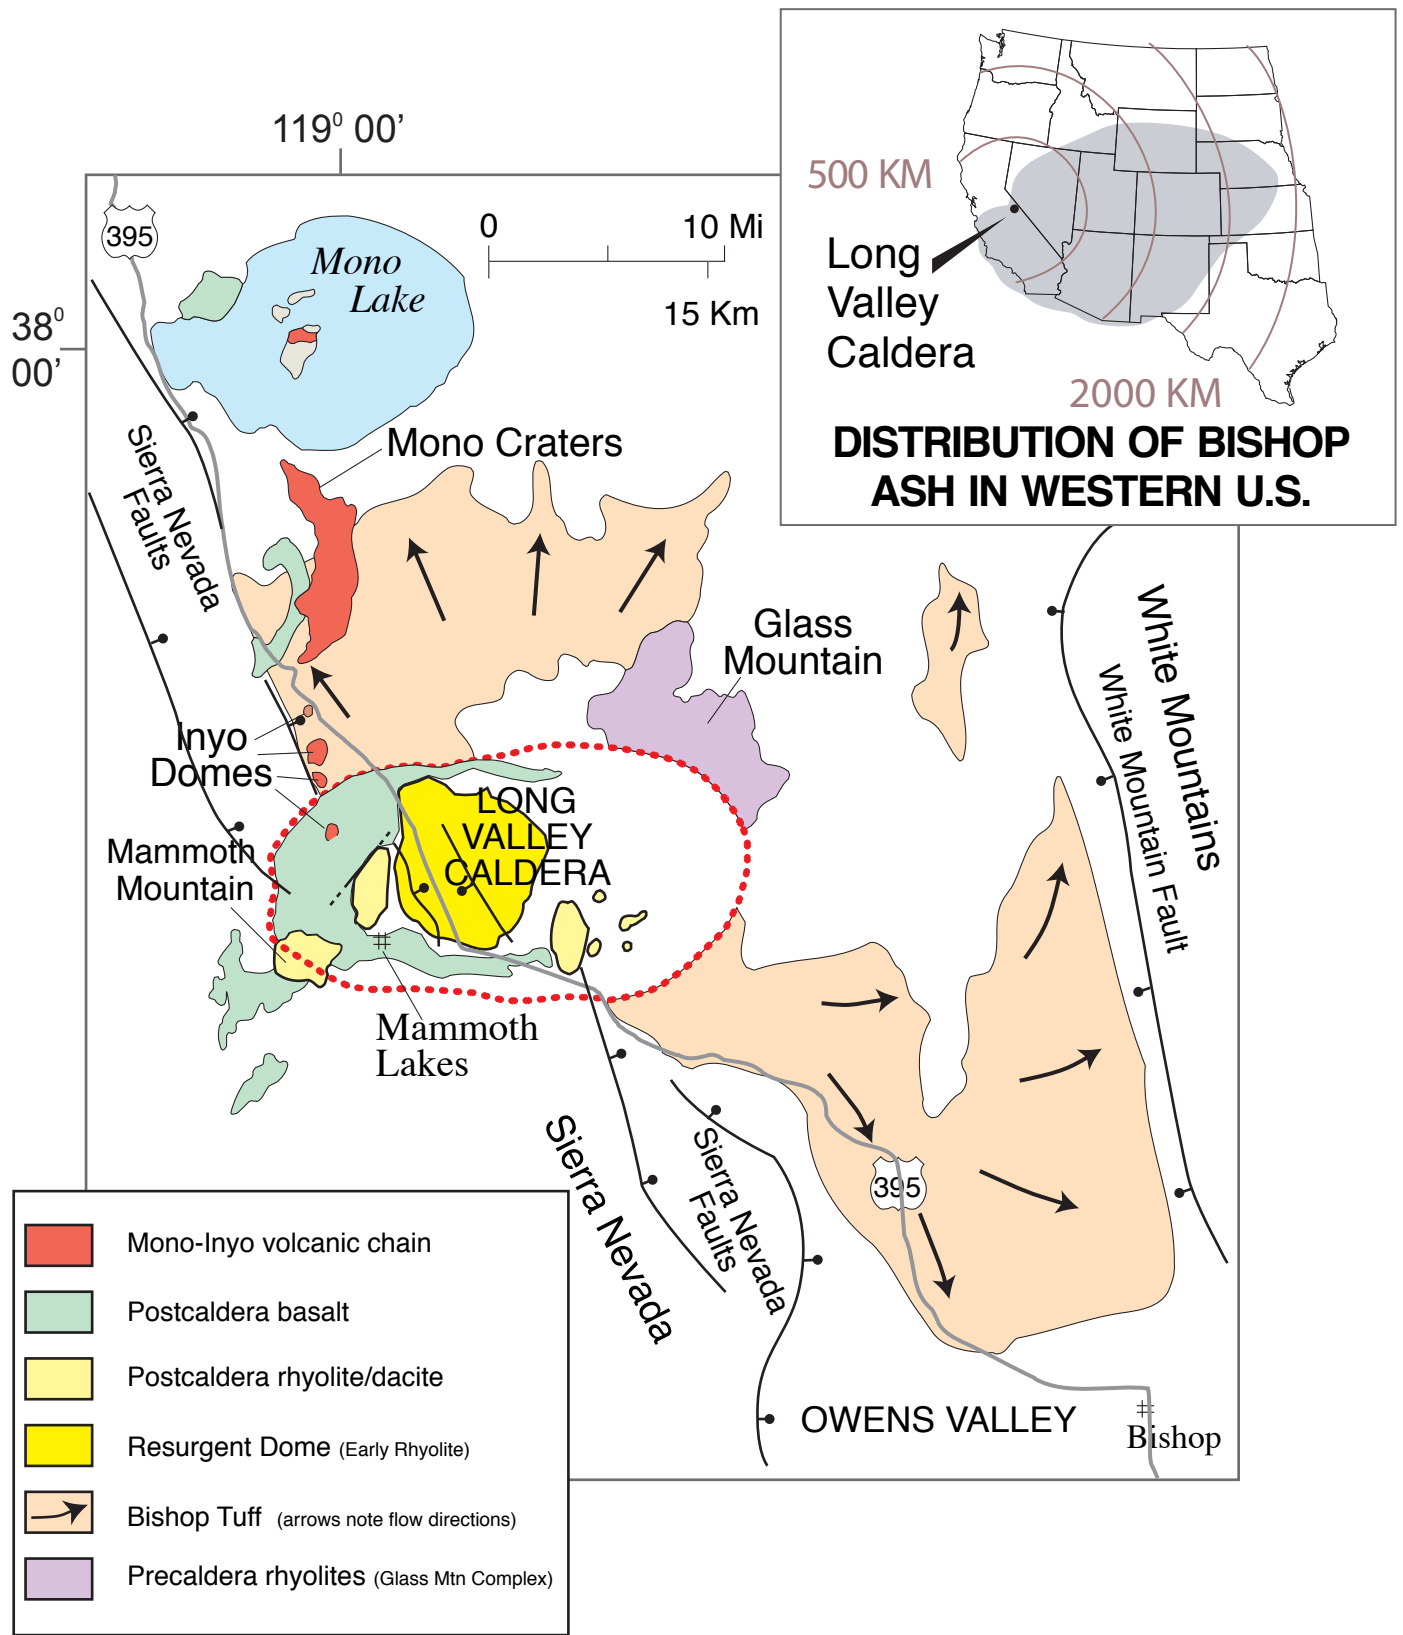 119⁰ 00’
395
Mono
Lake
0
10 Mi
15 Km
38⁰
00’
500 KM
Long
Valley
Caldera
2000 KM
DISTRIBUTION OF BISHOP
ASH IN WESTERN U.S.
Mono Craters
Sierra Nevada
Faults
Glass
Mountain
White Mountains
White Mountain Fault
Inyo
Domes
LONG
VALLEY
CALDERA
Mammoth
Mountain
Mammoth
Lakes
Sierra Nevada
Sierra Nevada
Faults
395
OWENS VALLEY
Bishop
Mono-Inyo volcanic chain
Postcaldera basalt
Postcaldera rhyolite/dacite
Resurgent Dome (Early Rhyolite)
Bishop Tuff (arrows note flow directions)
Precaldera rhyolites (Glass Mtn Complex)